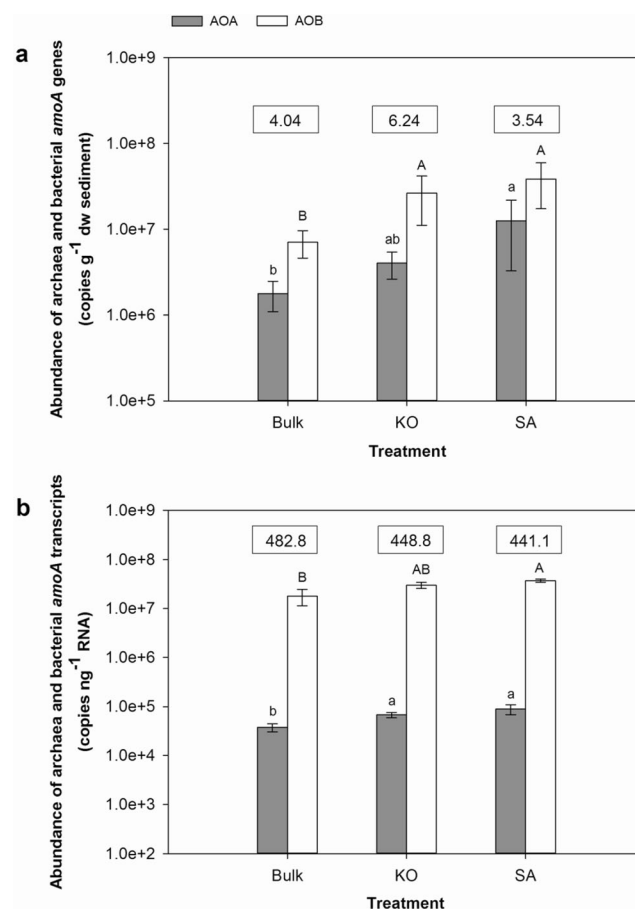 AOA AOB
a
Abundance of archaea and bacterial amoA genes
(copies g⁻¹ dw sediment)
1.0e+9
1.0e+8
1.0e+7
1.0e+6
1.0e+5
4.04 6.24 3.54
b B ab A a A
Bulk KO SA
Treatment
b
Abundance of archaea and bacterial amoA transcripts
(copies ng⁻¹ RNA)
1.0e+9
1.0e+8
1.0e+7
1.0e+6
1.0e+5
1.0e+4
1.0e+3
1.0e+2
482.8 448.8 441.1
b B a AB a A
Bulk KO SA
Treatment